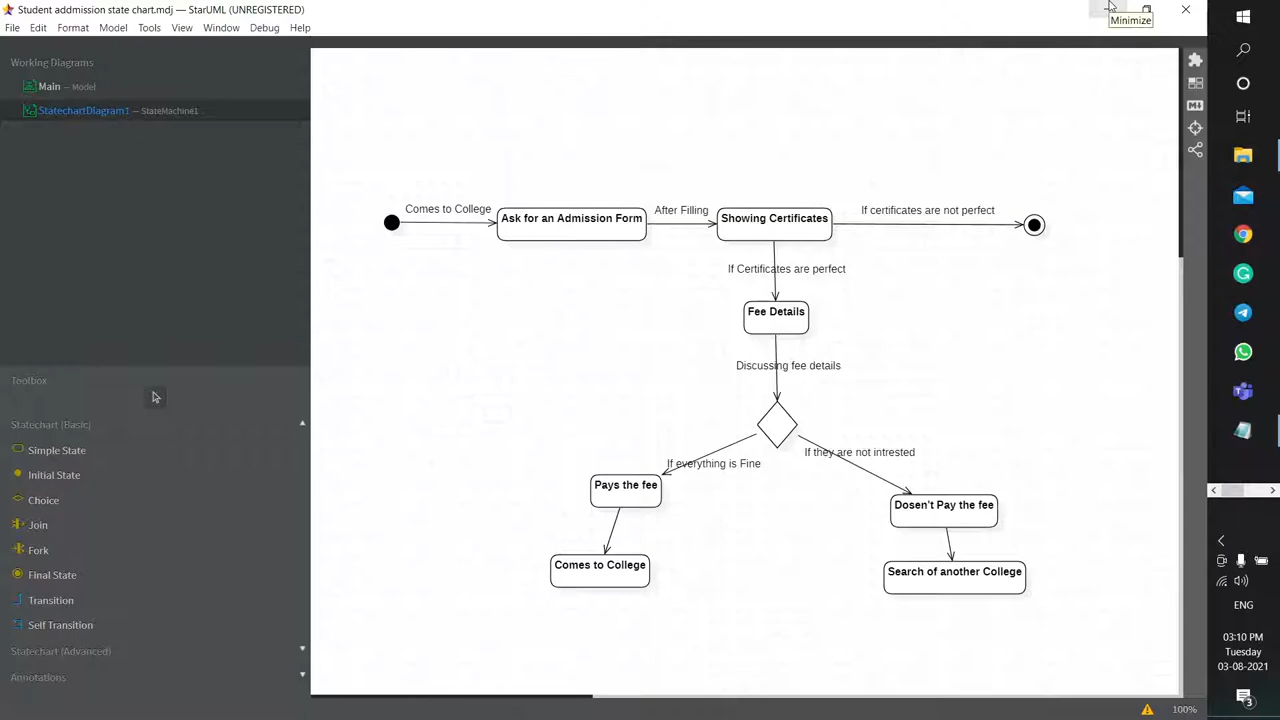 Student addmission state chart.mdj — StarUML (UNREGISTERED)
Minimize
File Edit Format Model Tools View Window Debug Help
Working Diagrams
Main — Model
StatechartDiagram1 — StateMachine1
Toolbox
Statechart (Basic)
Simple State
Initial State
Choice
Join
Fork
Final State
Transition
Self Transition
Statechart (Advanced)
Annotations
Comes to College
Ask for an Admission Form
After Filling
Showing Certificates
If certificates are not perfect
If Certificates are perfect
Fee Details
Discussing fee details
If everything is Fine
If they are not intrested
Pays the fee
Dosen't Pay the fee
Comes to College
Search of another College
M↓
100%
ENG
03:10 PM
Tuesday
03-08-2021
3